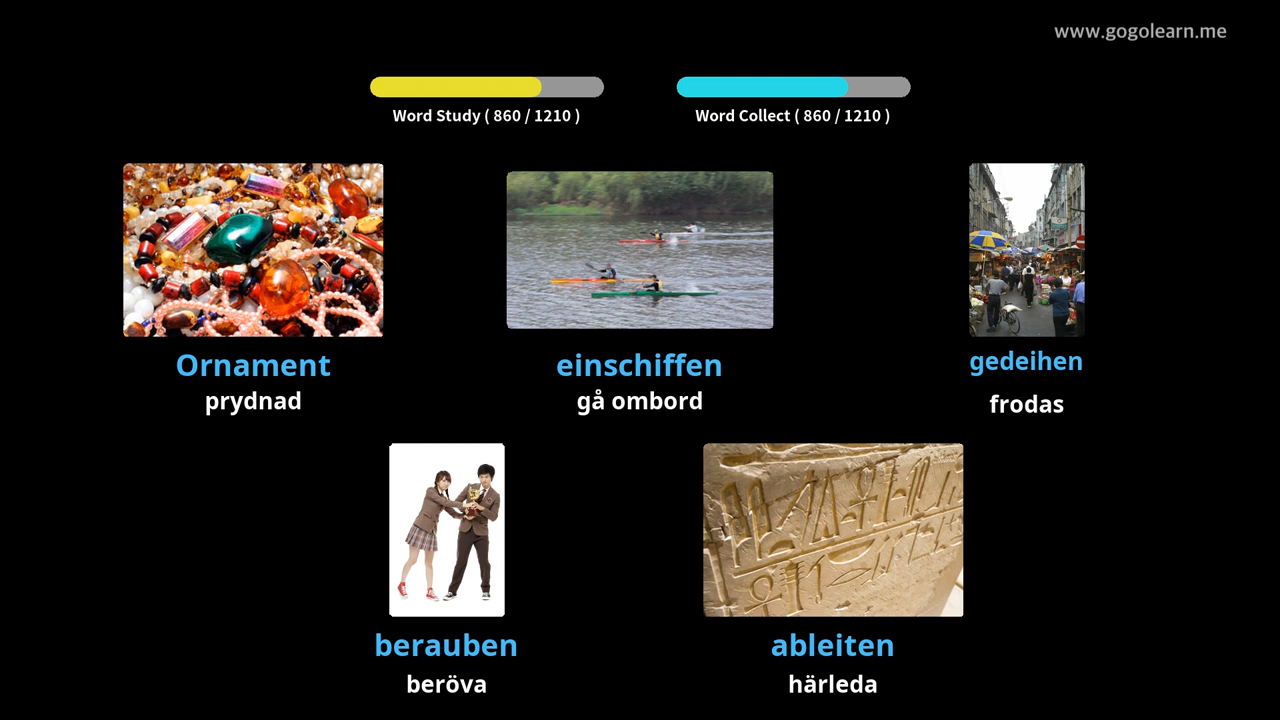 www.gogolearn.me
Word Study ( 860 / 1210 )
Word Collect ( 860 / 1210 )
Ornament
prydnad
einschiffen
gå ombord
gedeihen
frodas
berauben
beröva
ableiten
härleda